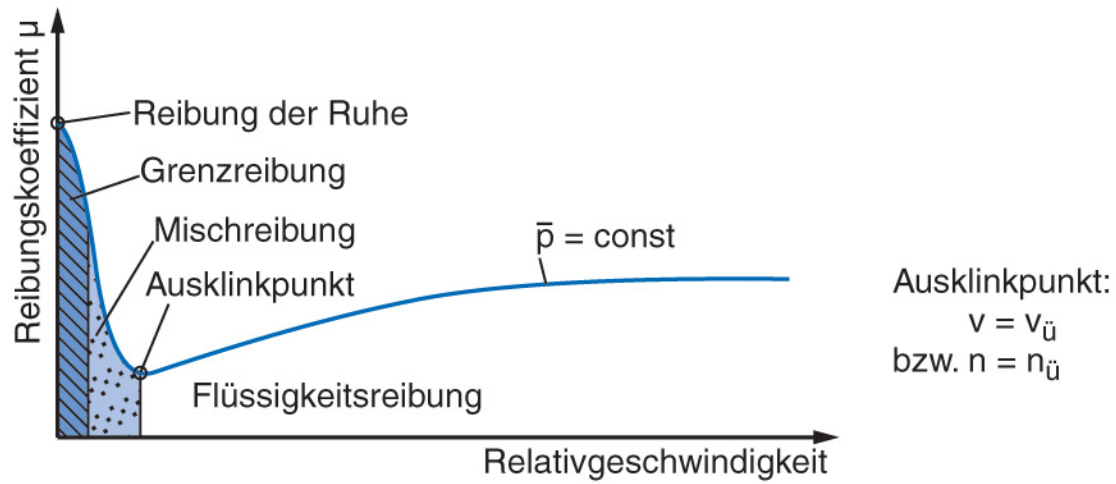 Reibungskoeffizient µ
Reibung der Ruhe
Grenzreibung
Mischreibung
Ausklinkpunkt
p̄ = const
Flüssigkeitsreibung
Relativgeschwindigkeit
Ausklinkpunkt:
v = vü
bzw. n = nü